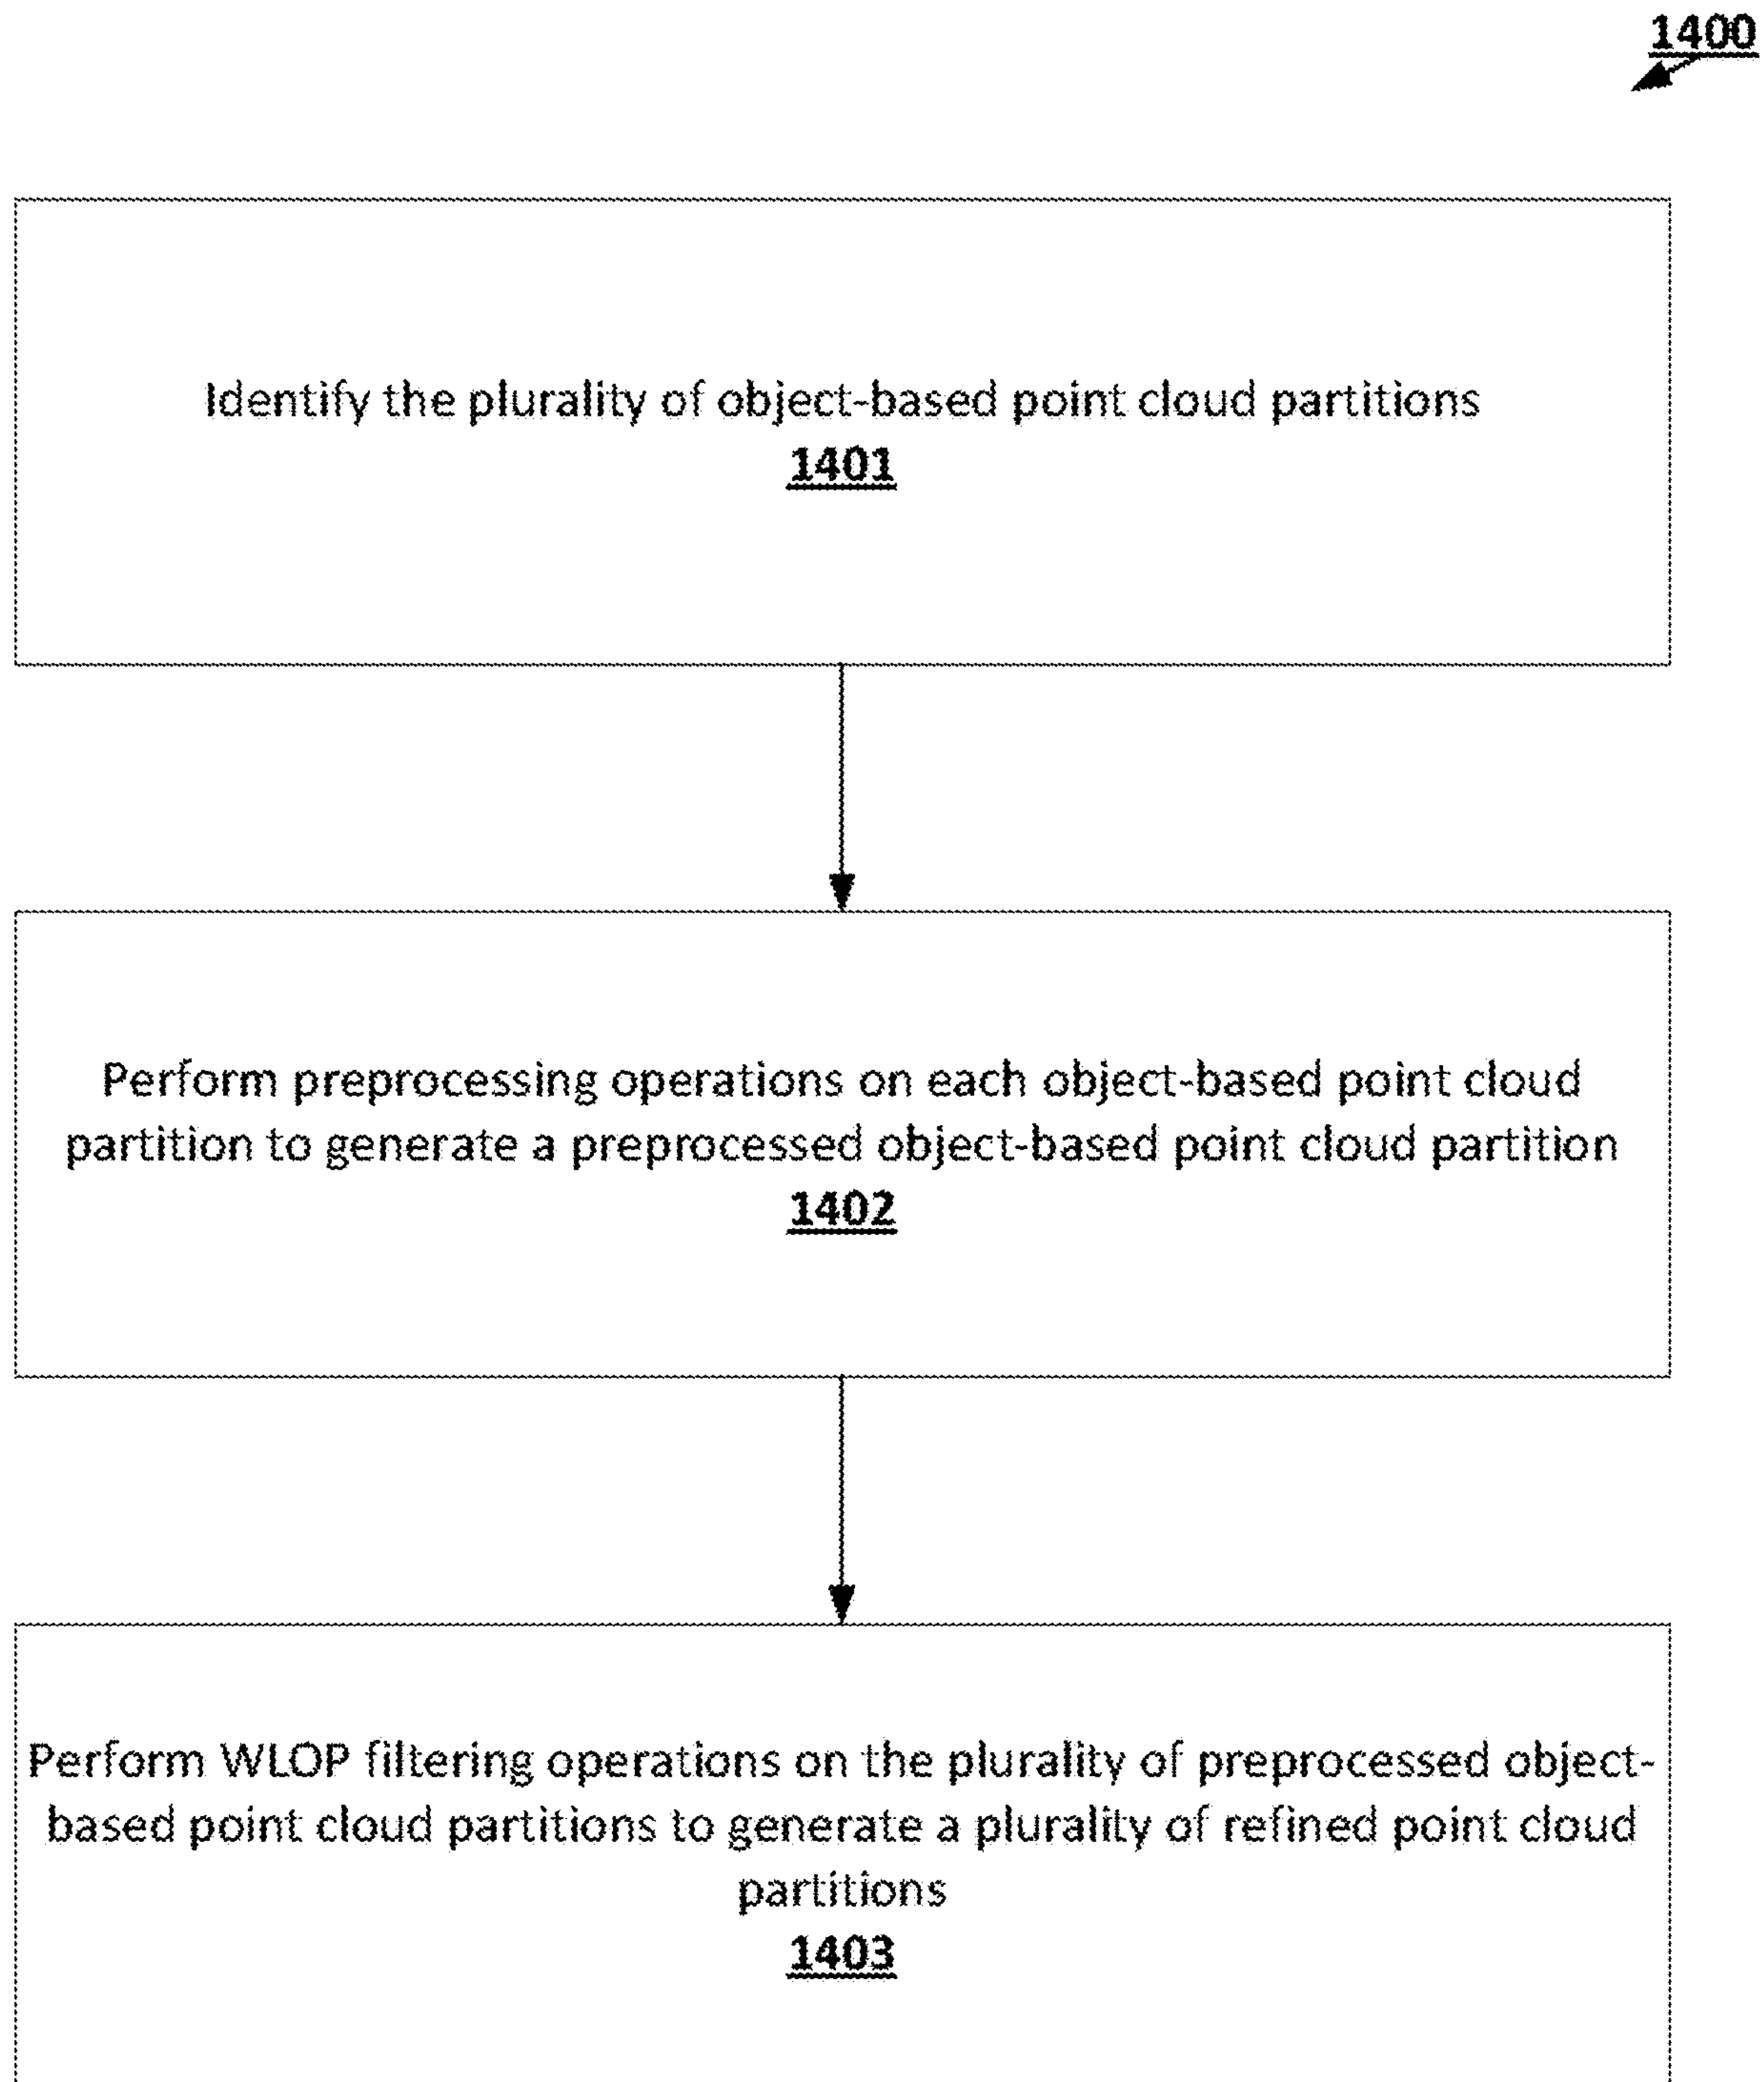 1400
Identify the plurality of object-based point cloud partitions
1401
Perform preprocessing operations on each object-based point cloud
partition to generate a preprocessed object-based point cloud partition
1402
Perform WLOP filtering operations on the plurality of preprocessed object-
based point cloud partitions to generate a plurality of refined point cloud
partitions
1403